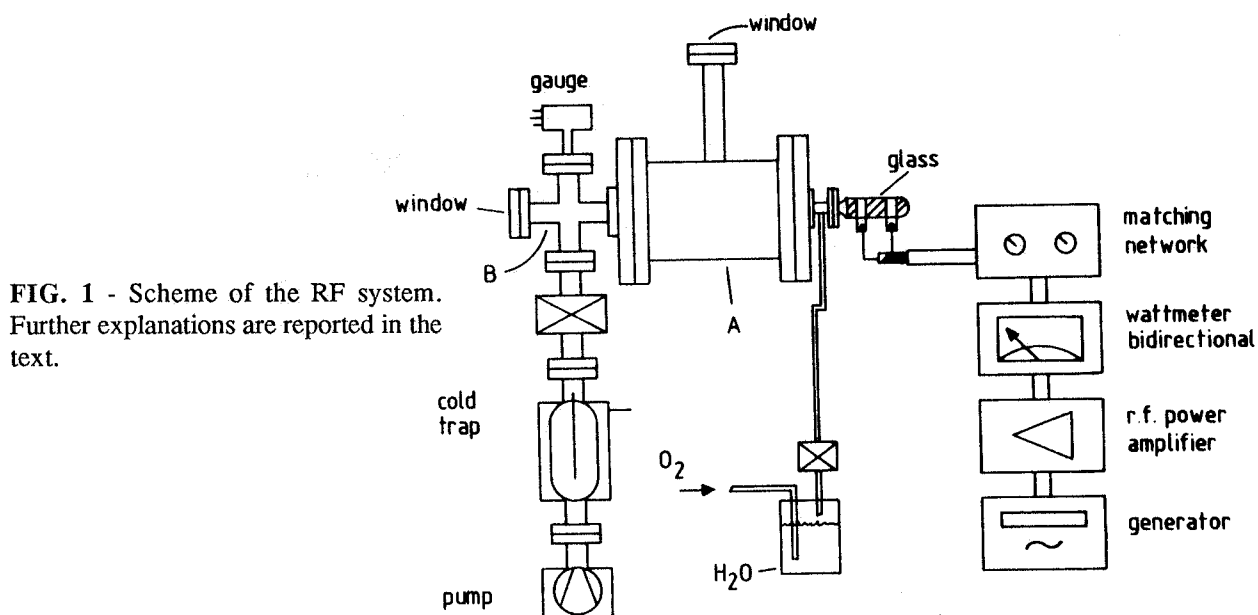 window
gauge
glass
window
matching
network
B
A
FIG. 1 - Scheme of the RF system.
Further explanations are reported in the
text.
wattmeter
bidirectional
cold
trap
r.f. power
amplifier
O₂
generator
H₂O
pump